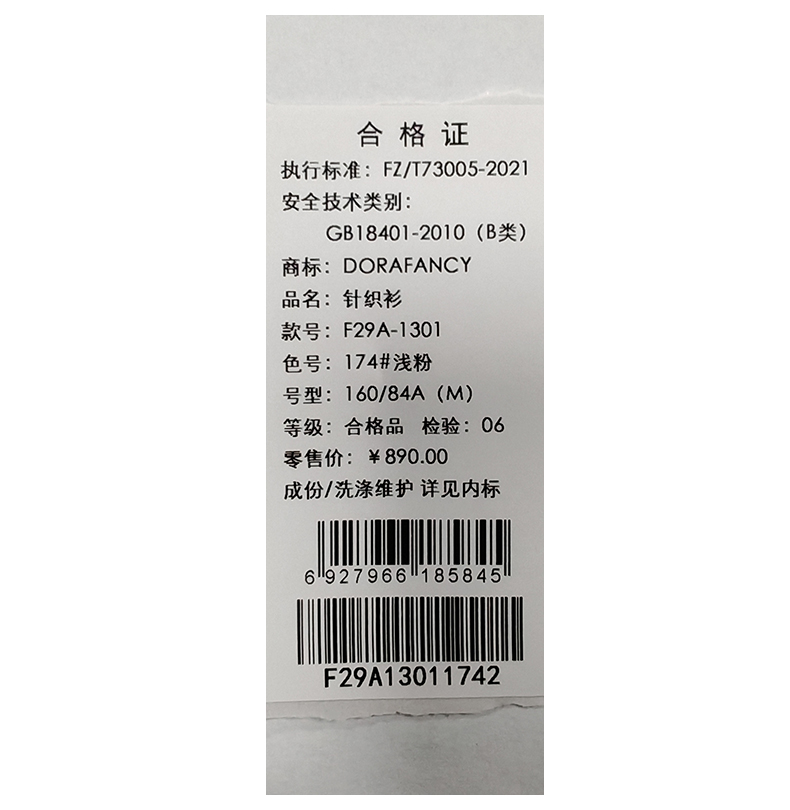 合格证
执行标准：FZ/T73005-2021
安全技术类别：
GB18401-2010（B类）
商标：DORAFANCY
品名：针织衫
款号：F29A-1301
色号：174#浅粉
号型：160/84A（M）
等级：合格品 检验：06
零售价：￥890.00
成份/洗涤维护 详见内标
6 927966 185845
F29A13011742